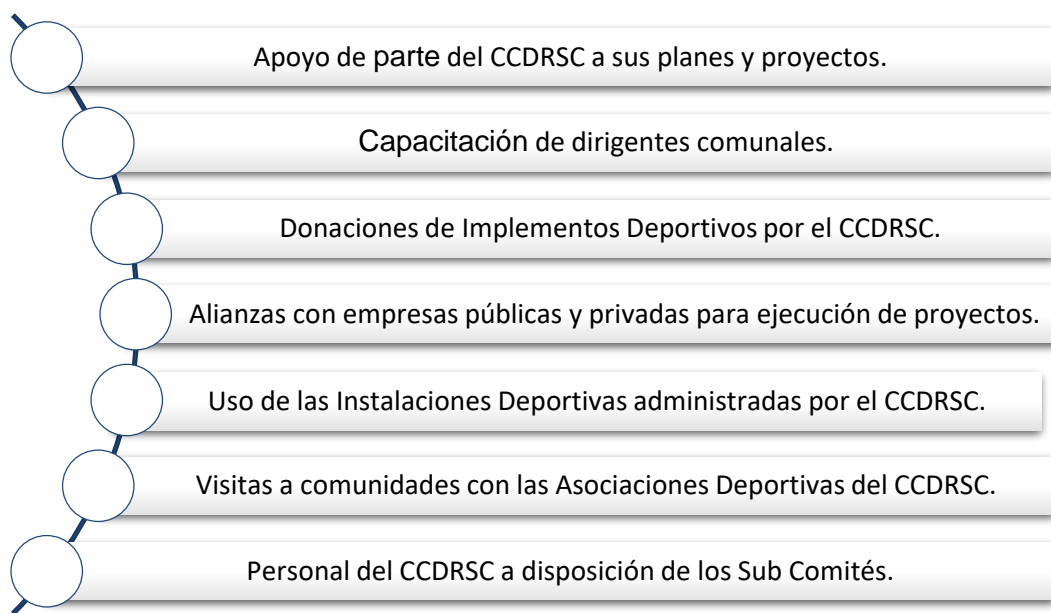 Apoyo de parte del CCDRSC a sus planes y proyectos.
Capacitación de dirigentes comunales.
Donaciones de Implementos Deportivos por el CCDRSC.
Alianzas con empresas públicas y privadas para ejecución de proyectos.
Uso de las Instalaciones Deportivas administradas por el CCDRSC.
Visitas a comunidades con las Asociaciones Deportivas del CCDRSC.
Personal del CCDRSC a disposición de los Sub Comités.